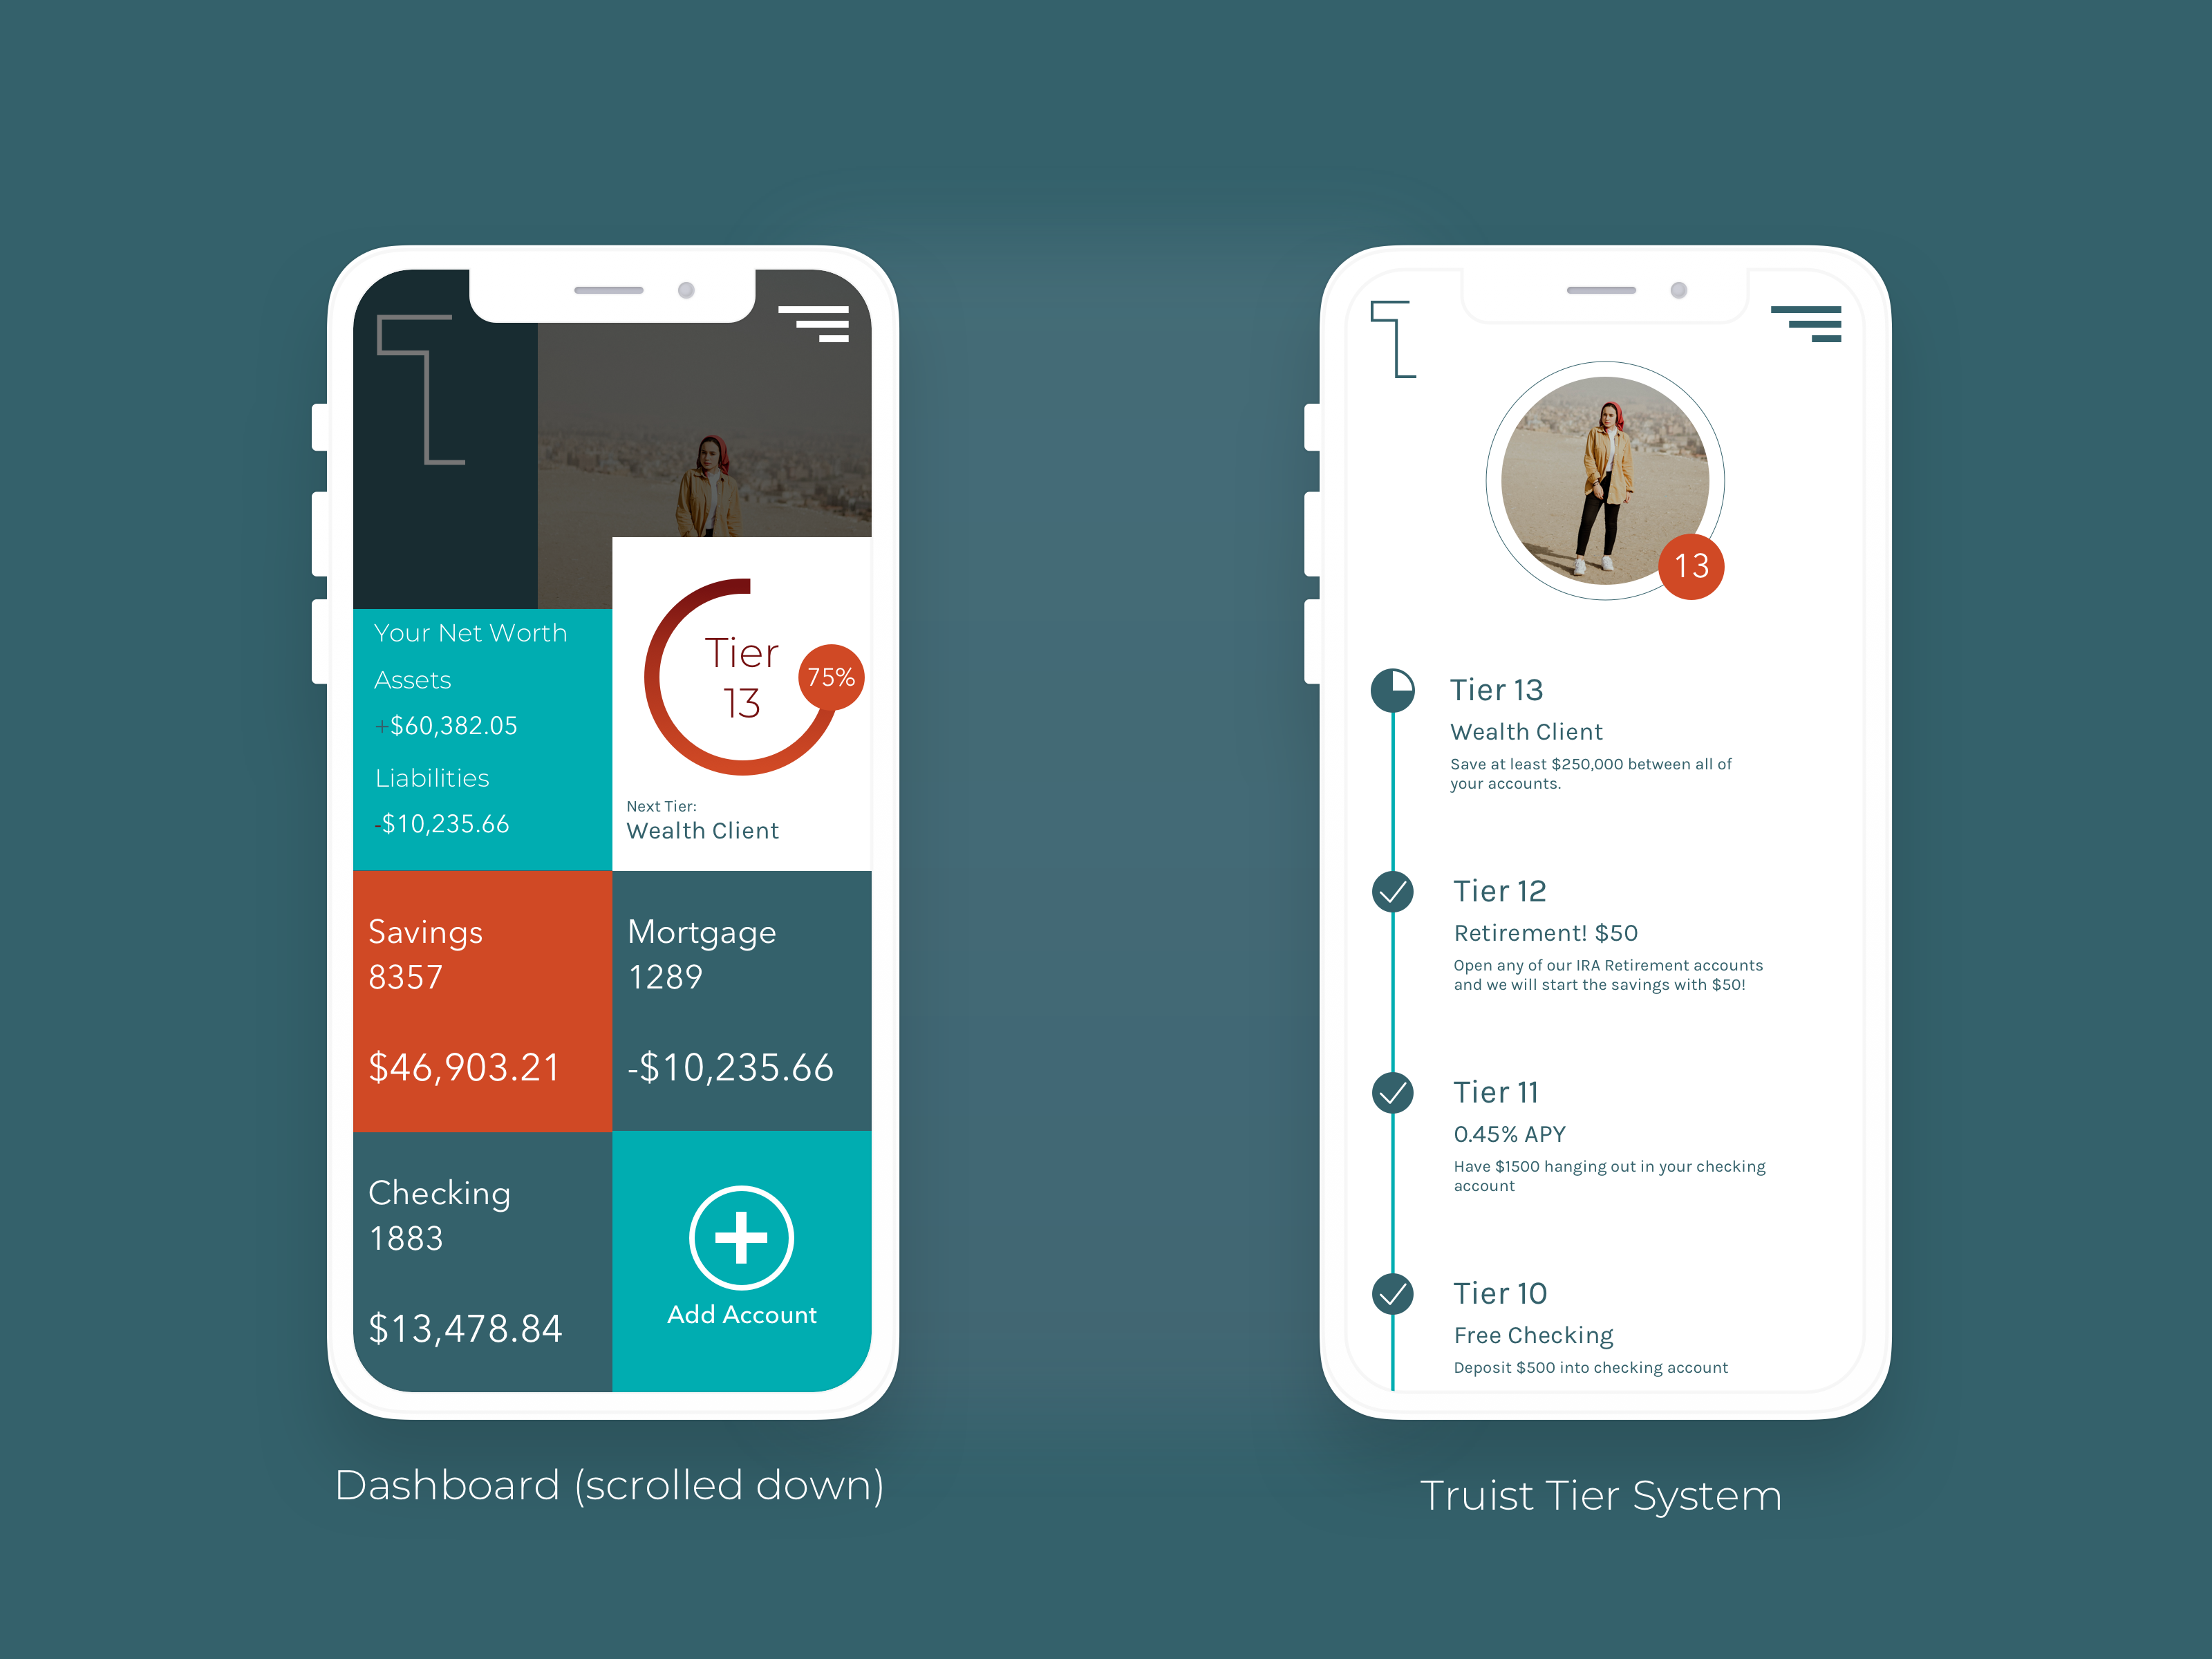 Your Net Worth
Assets
+$60,382.05
Liabilities
-$10,235.66
Tier
13
75%
Next Tier:
Wealth Client
Savings
8357
$46,903.21
Mortgage
1289
-$10,235.66
Checking
1883
$13,478.84
Add Account
Dashboard (scrolled down)
13
Tier 13
Wealth Client
Save at least $250,000 between all of
your accounts.
Tier 12
Retirement! $50
Open any of our IRA Retirement accounts
and we will start the savings with $50!
Tier 11
0.45% APY
Have $1500 hanging out in your checking
account
Tier 10
Free Checking
Deposit $500 into checking account
Truist Tier System